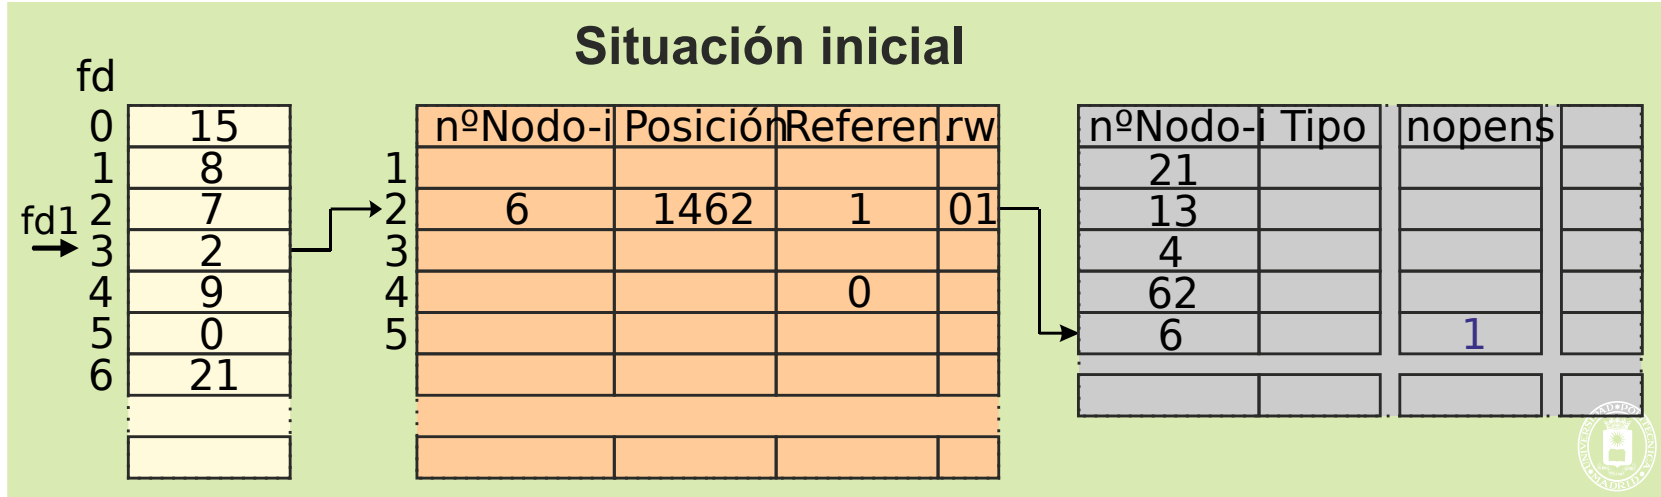 Situación inicial
fd
0 15 nºNodo-i Posición Referen. rw nºNodo-i Tipo nopens
1 8 1 21
fd1 2 7 2 6 1462 1 01 13
3 2 3 4
4 9 4 0 62
5 0 5 6 1
6 21